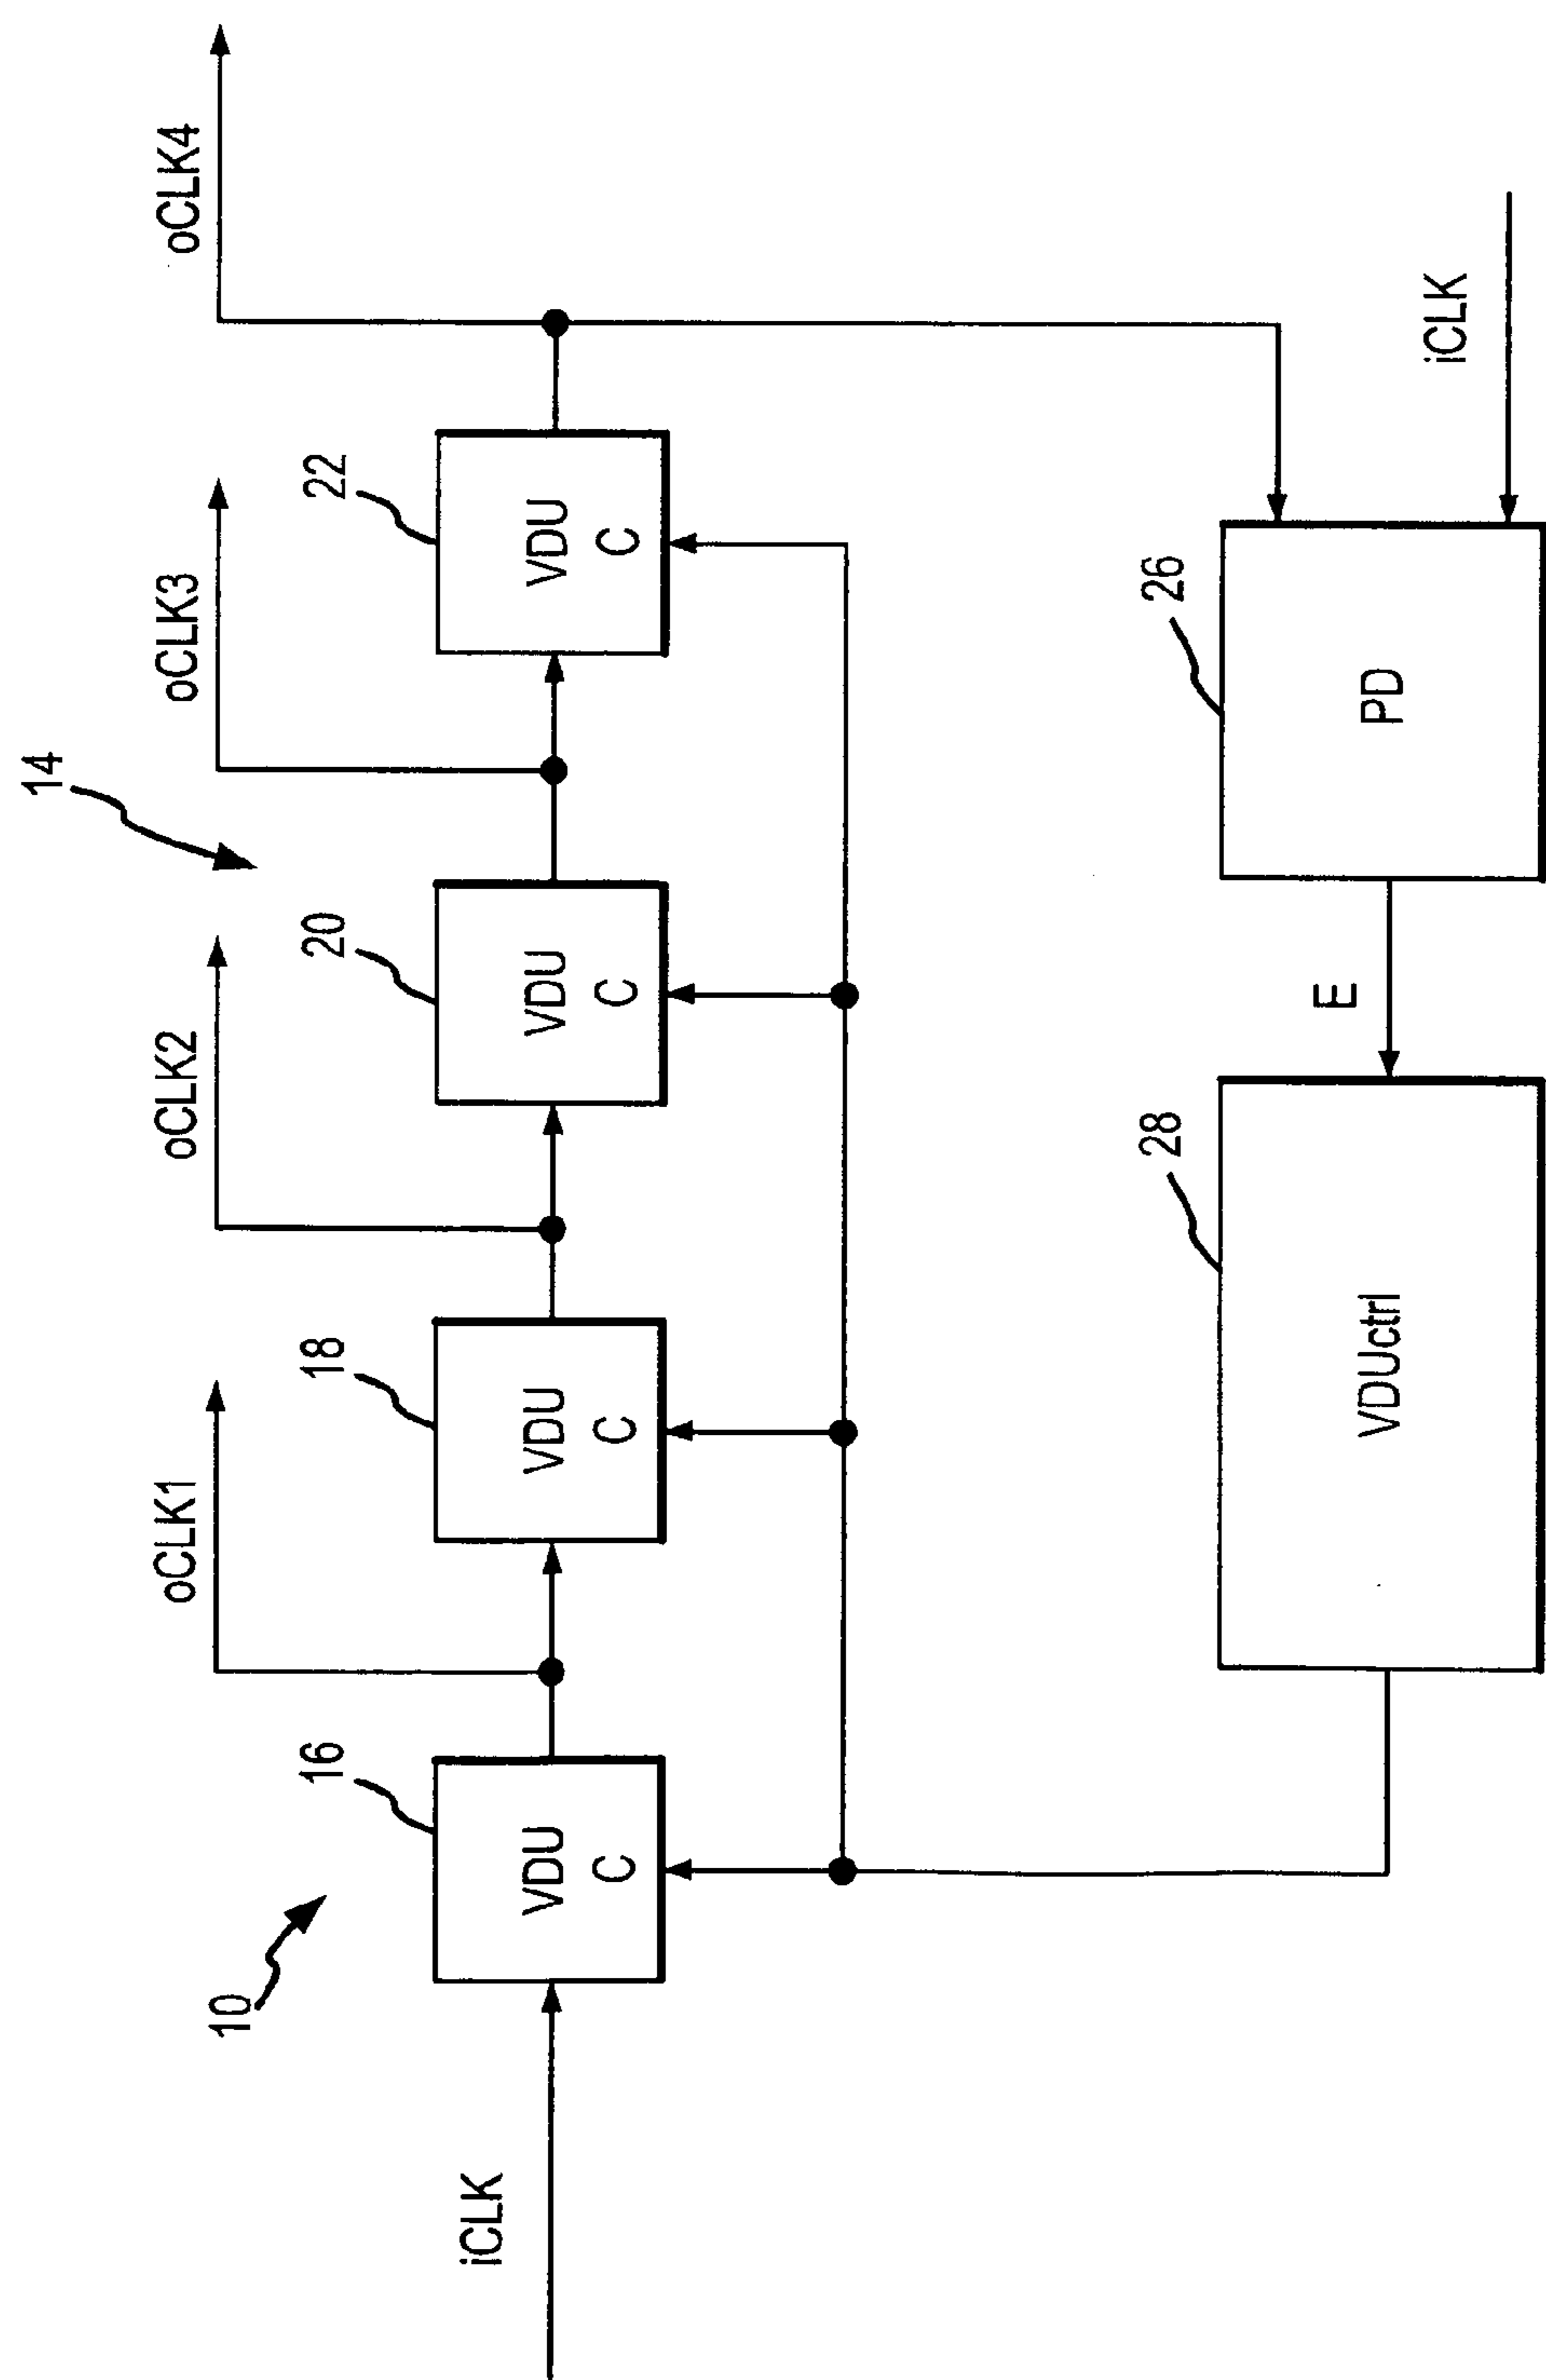 14
oCLK1
oCLK2
oCLK3
oCLK4
10
16
18
20
22
iCLK
VDU
C
VDU
C
VDU
C
VDU
C
28
26
E
iCLK
VDUctrl
PD